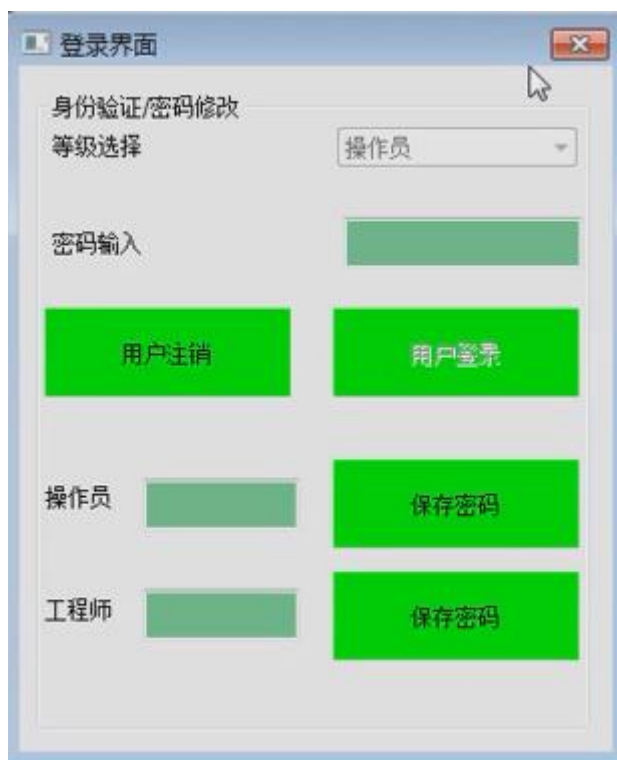 登录界面
身份验证/密码修改
等级选择
操作员
密码输入
用户注销
用户登录
操作员
保存密码
工程师
保存密码